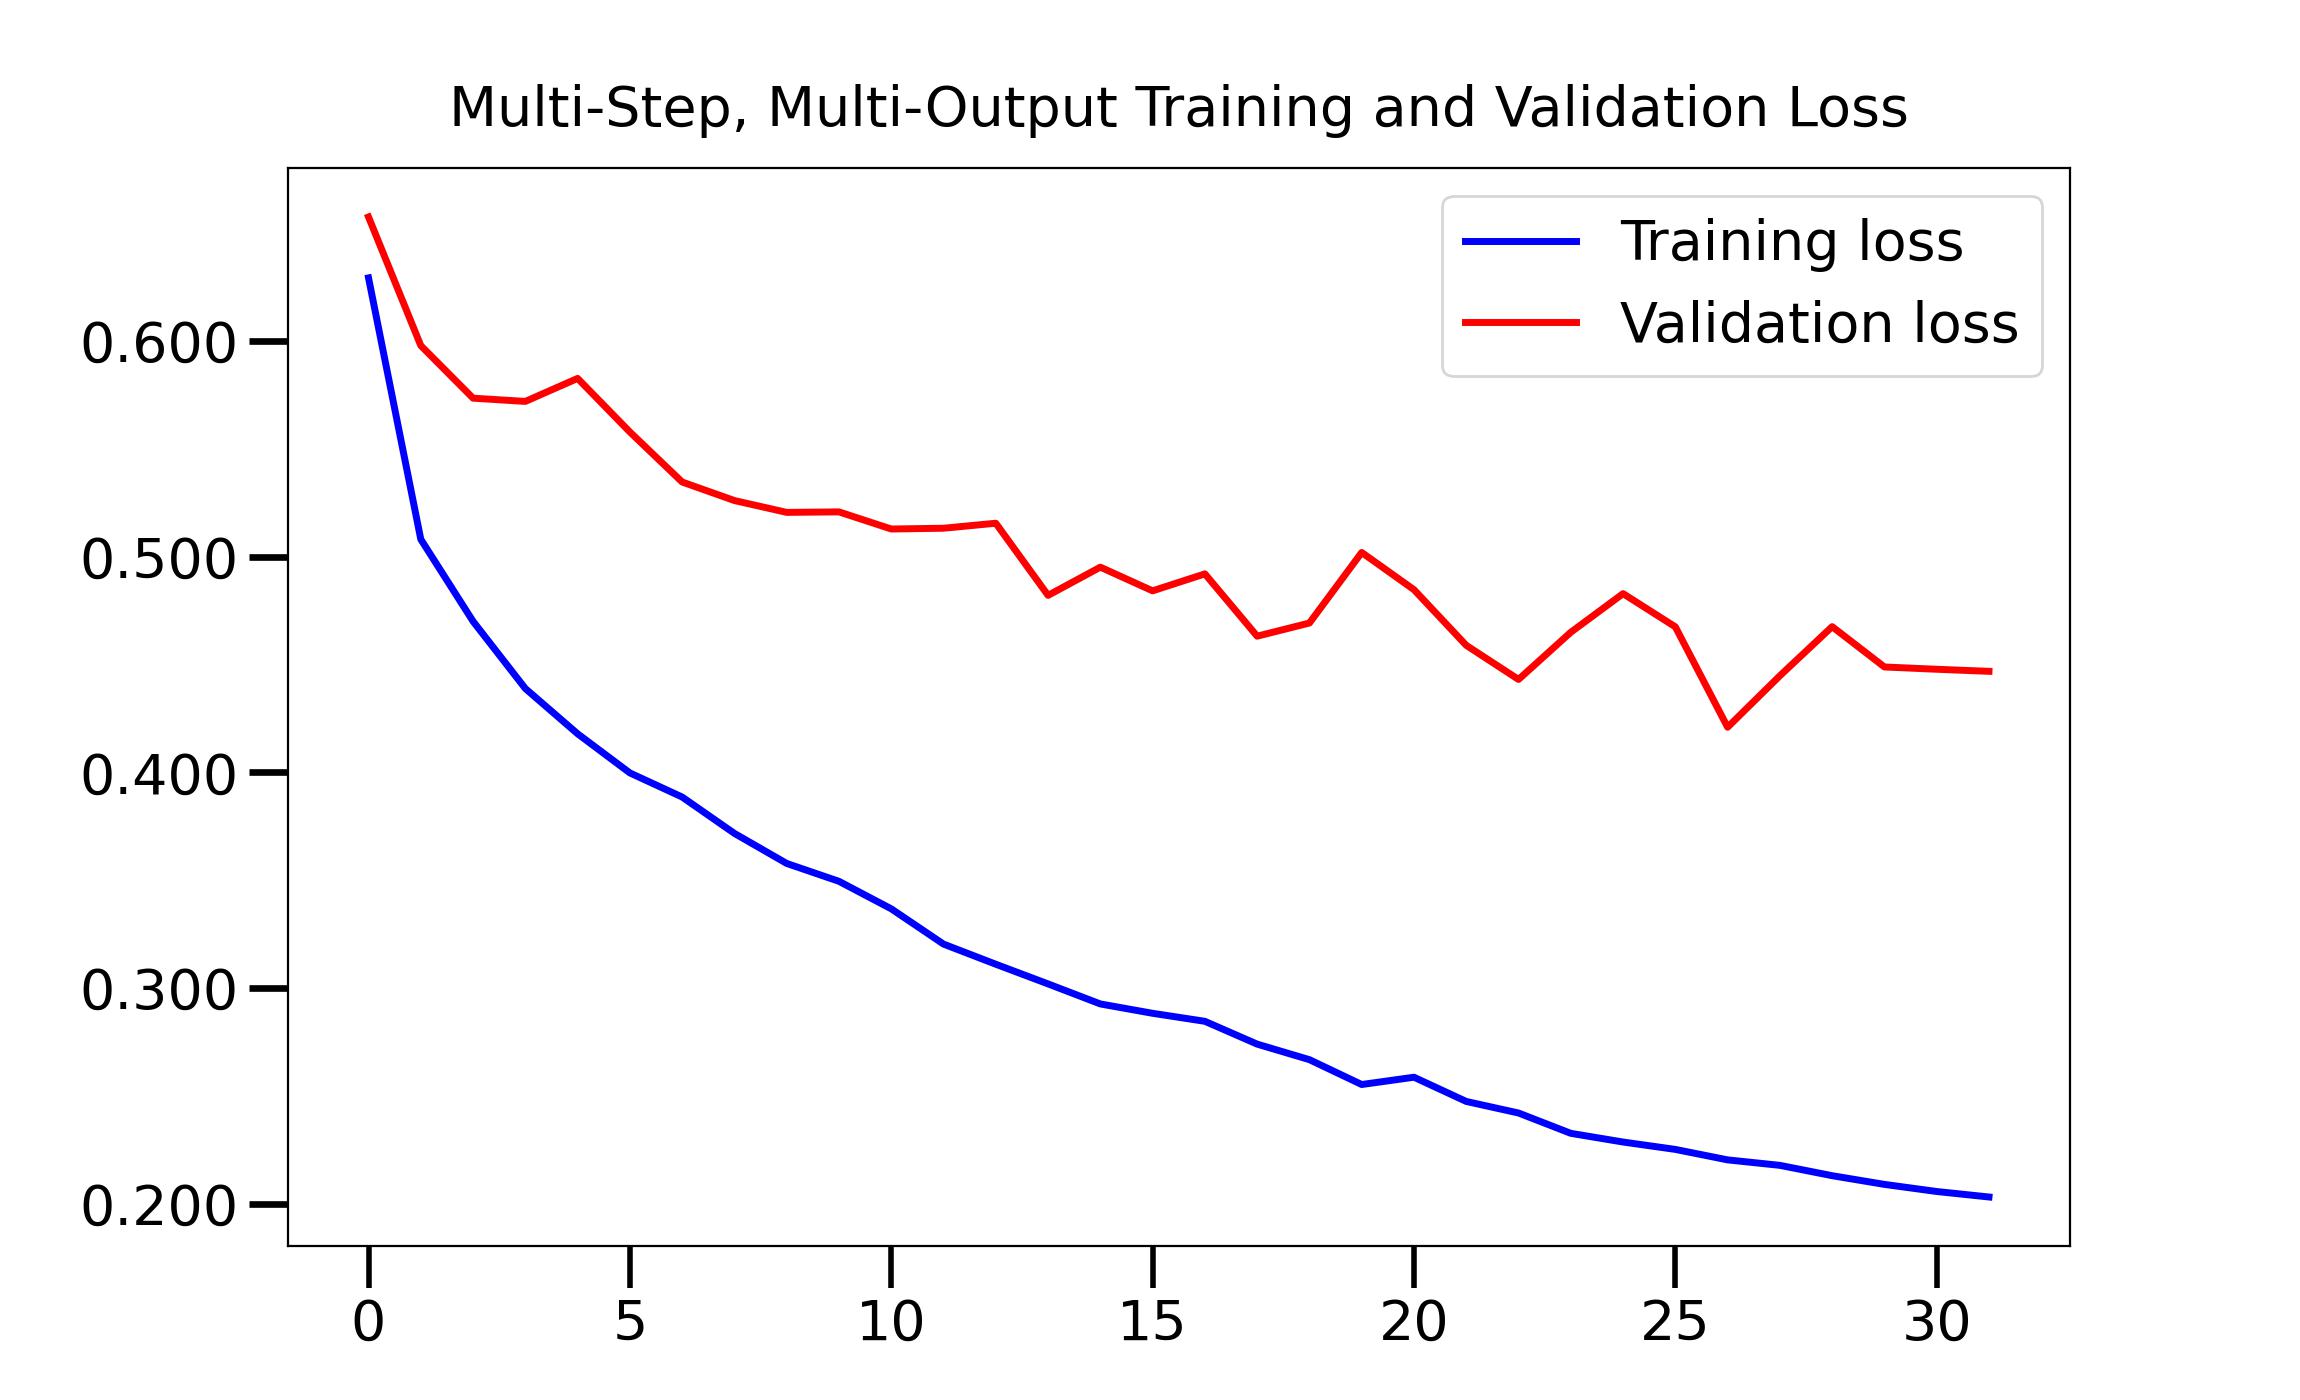 Multi-Step, Multi-Output Training and Validation Loss
Training loss
Validation loss
0.600
0.500
0.400
0.300
0.200
0 5 10 15 20 25 30